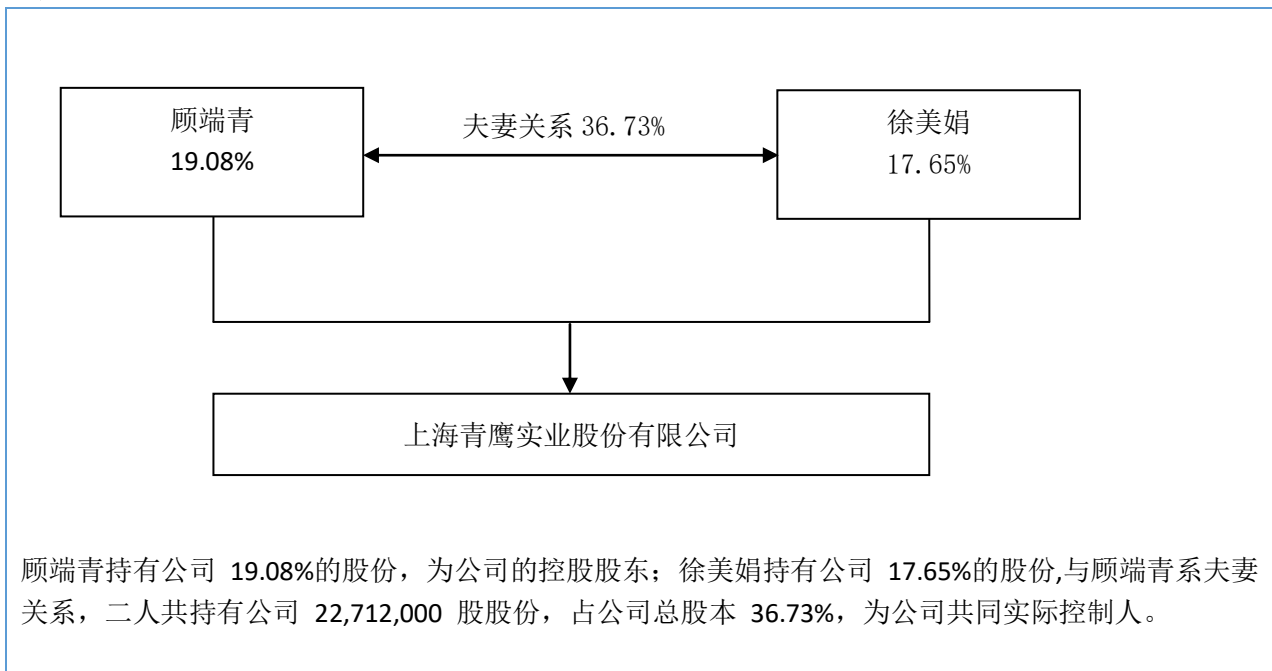 顾端青
19.08%
夫妻关系 36.73%
徐美娟
17.65%
上海青鹰实业股份有限公司
顾端青持有公司 19.08%的股份，为公司的控股股东；徐美娟持有公司 17.65%的股份,与顾端青系夫妻
关系，二人共持有公司 22,712,000 股股份，占公司总股本 36.73%，为公司共同实际控制人。